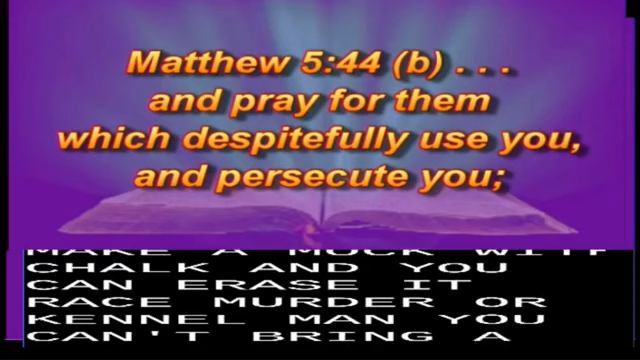 Matthew 5:44 (b) . . .
and pray for them
which despitefully use you,
and persecute you;
MAKE A MOCK WITH
CHALK AND YOU
CAN ERASE IT
RACE MURDER OR
KENNEL MAN YOU
CAN'T BRING A